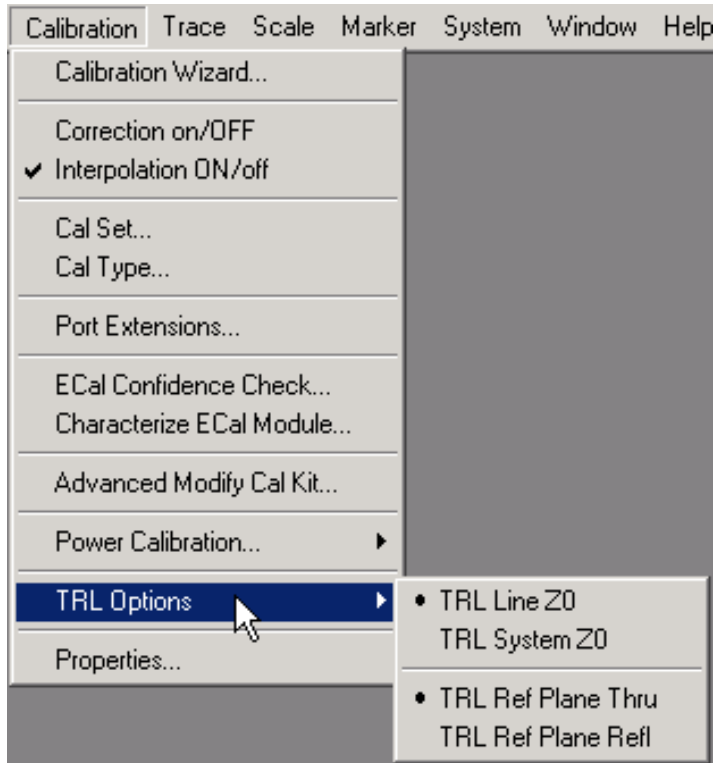 Calibration Trace Scale Marker System Window Help
Calibration Wizard...
Correction on/OFF
Interpolation ON/off
Cal Set...
Cal Type...
Port Extensions...
ECal Confidence Check...
Characterize ECal Module...
Advanced Modify Cal Kit...
Power Calibration...
TRL Options
Properties...
TRL Line Z0
TRL System Z0
TRL Ref Plane Thru
TRL Ref Plane Refl